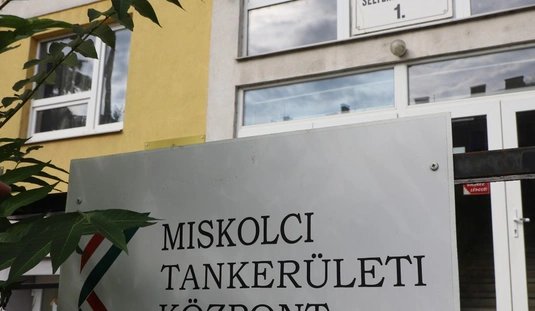 1.
MISKOLCI
TANKERÜLETI
KÖZPONT